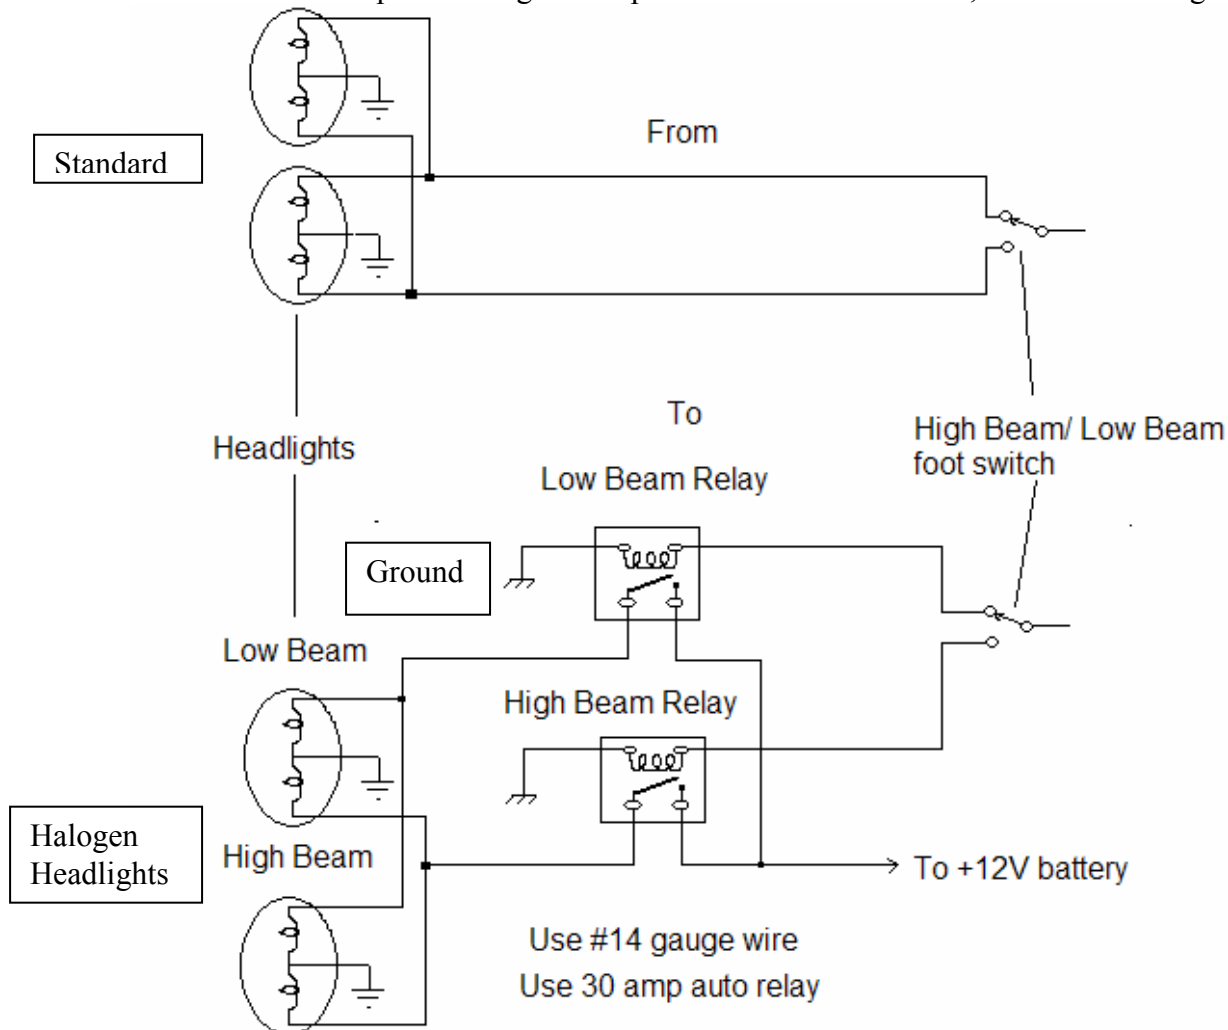 From
Standard
To
High Beam/ Low Beam
foot switch
Headlights
Low Beam Relay
Ground
Low Beam
High Beam Relay
Halogen
Headlights
High Beam
To +12V battery
Use #14 gauge wire
Use 30 amp auto relay